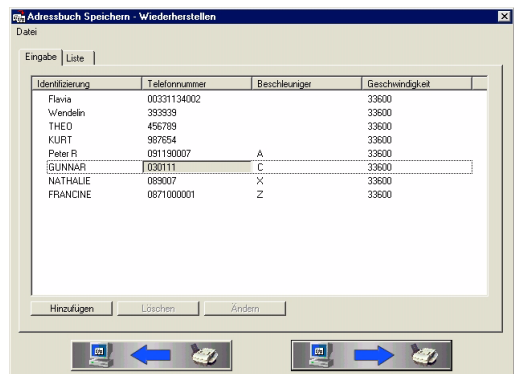 Adressbuch Speichern - Wiederherstellen
Datei
Eingabe Liste
Identifizierung Telefonnummer Beschleuniger Geschwindigkeit
Flavia 00331134002 33600
Wendelin 393939 33600
THEO 456789 33600
KURT 987654 33600
Peter R 091190007 A 33600
GUNNAR 030111 C 33600
NATHALIE 089007 X 33600
FRANCINE 0871000001 Z 33600
Hinzufügen Löschen Ändern